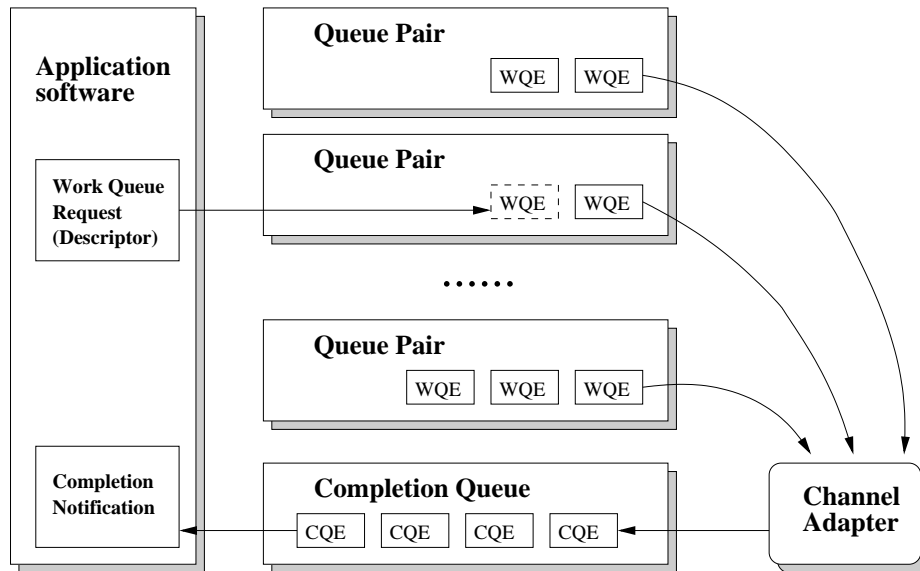 Application
software
Work Queue
Request
(Descriptor)
Completion
Notification
Queue Pair
WQE WQE
Queue Pair
WQE WQE
......
Queue Pair
WQE WQE WQE
Completion Queue
CQE CQE CQE CQE
Channel
Adapter